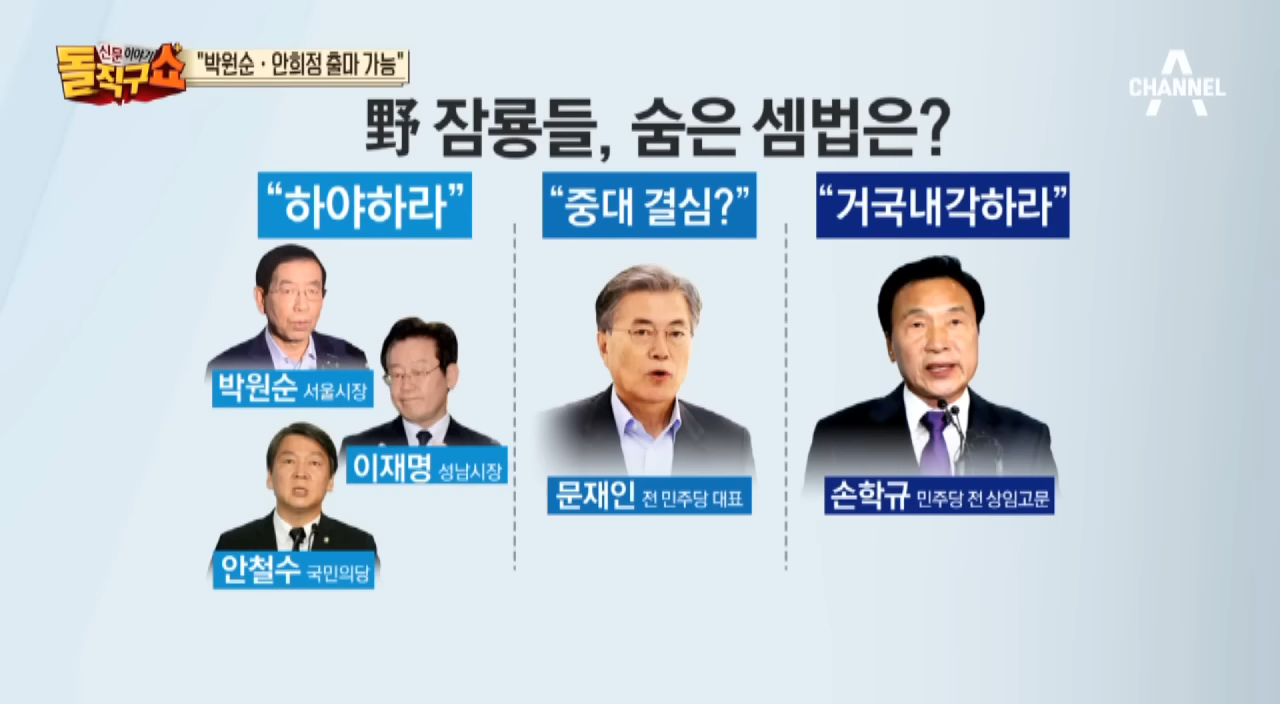 신문이야기
돌직구쇼
"박원순·안희정 출마 가능"
CHANNEL A
野 잠룡들, 숨은 셈법은?
"하야하라"
박원순 서울시장
이재명 성남시장
안철수 국민의당
"중대 결심?"
문재인 전 민주당 대표
"거국내각하라"
손학규 민주당 전 상임고문